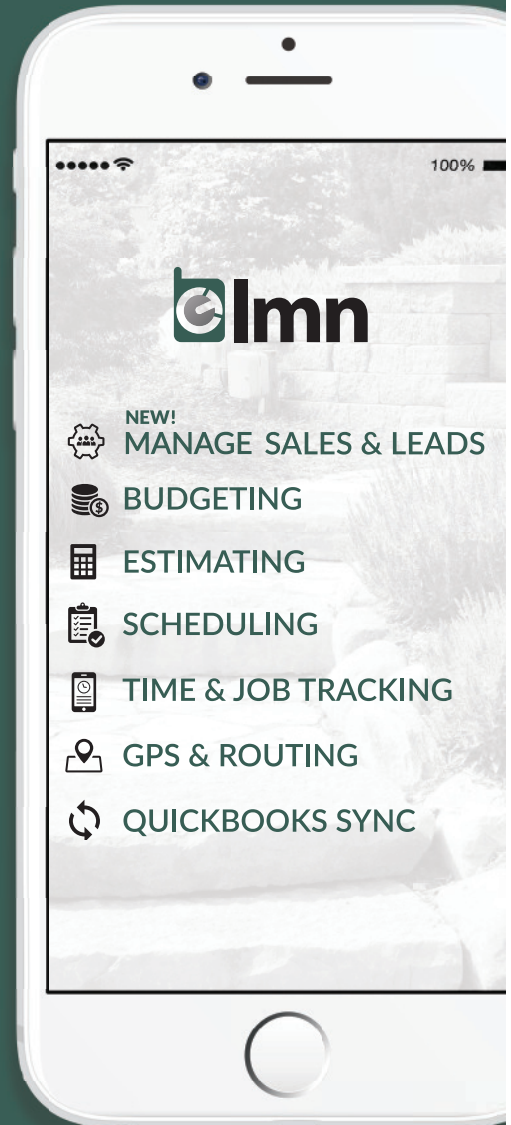 100%
lmn
NEW!
MANAGE SALES & LEADS
BUDGETING
ESTIMATING
SCHEDULING
TIME & JOB TRACKING
GPS & ROUTING
QUICKBOOKS SYNC